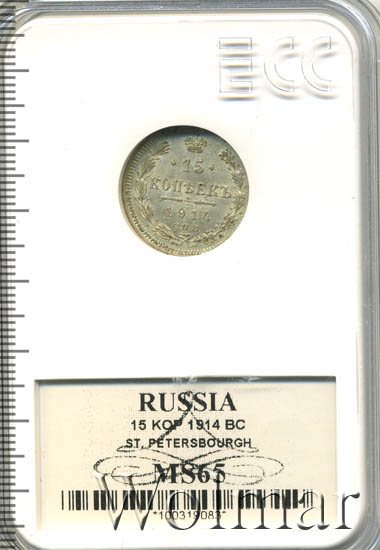 ECC
· 15 ·
КОПѢЕКЪ
1914
RUSSIA
15 KOP 1914 BC
ST. PETERSBOURGH
MS65
*100319083*
Wolmar